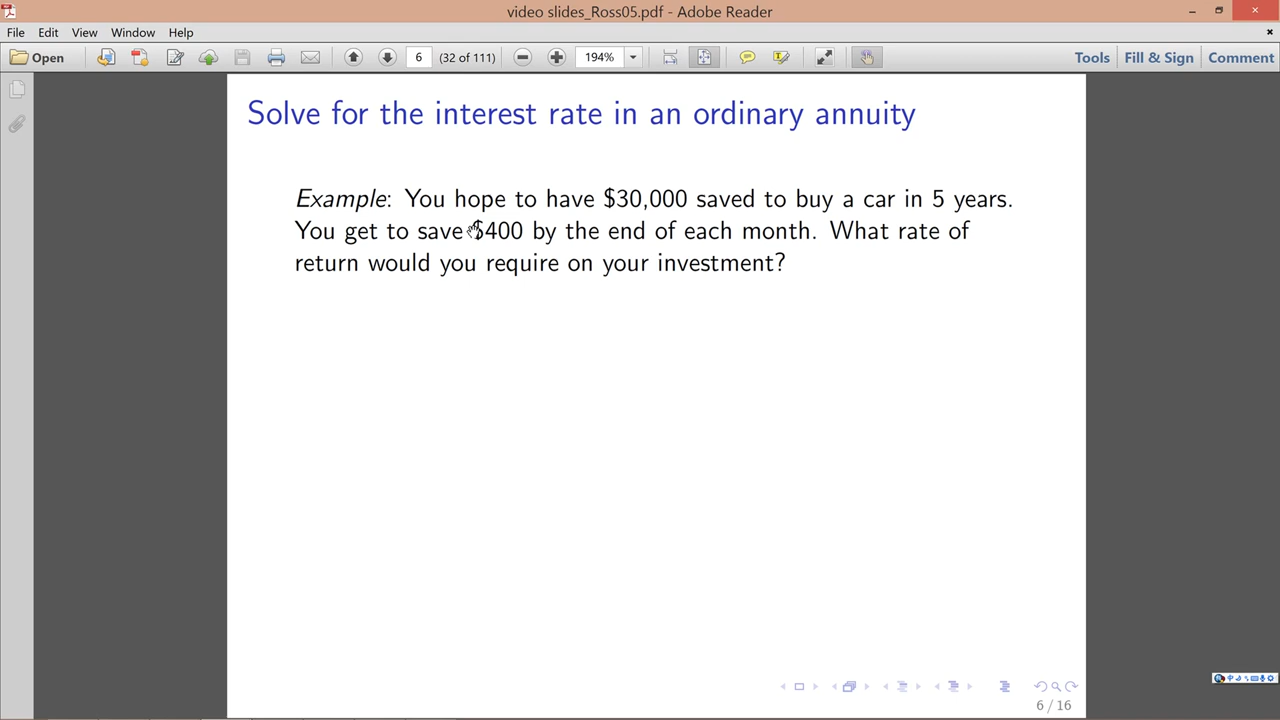 video slides_Ross05.pdf - Adobe Reader
File Edit View Window Help
Open 6 (32 of 111) 194% Tools Fill & Sign Comment
Solve for the interest rate in an ordinary annuity
Example: You hope to have $30,000 saved to buy a car in 5 years.
You get to save $400 by the end of each month. What rate of
return would you require on your investment?
6 / 16